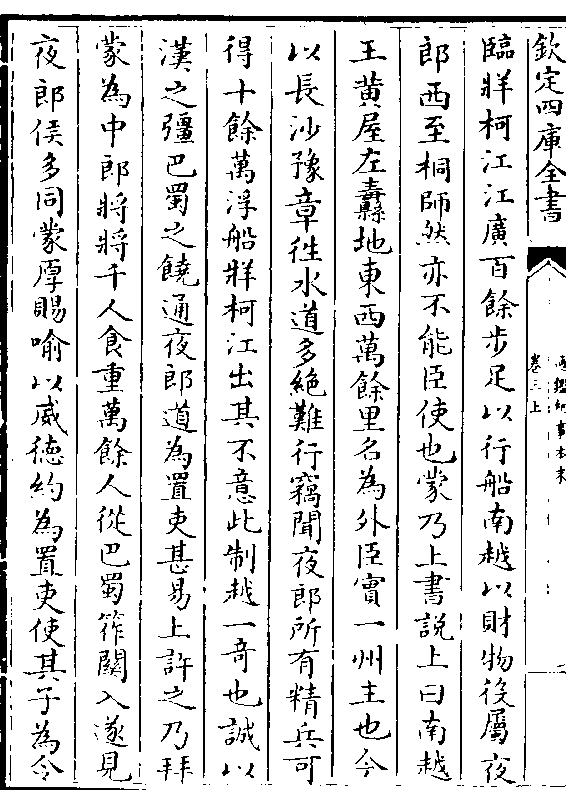 欽定四庫全書
通鑑紀事本末
卷三上
臨牂柯江江廣百餘步足以行船南越以財物役屬夜
郎西至桐師然亦不能臣使也蒙乃上書說上曰南越
王黄屋左纛地東西萬餘里名為外臣實一州主也今
以長沙豫章徃水道多絶難行竊聞夜郎所有精兵可
得十餘萬浮船牂柯江出其不意此制越一竒也誠以
漢之彊巴蜀之饒通夜郎道為置吏甚易上許之乃拜
蒙為中郎將將千人食重萬餘人從巴蜀筰關入遂見
夜郎侯多同蒙厚賜喻以威徳約為置吏使其子為令